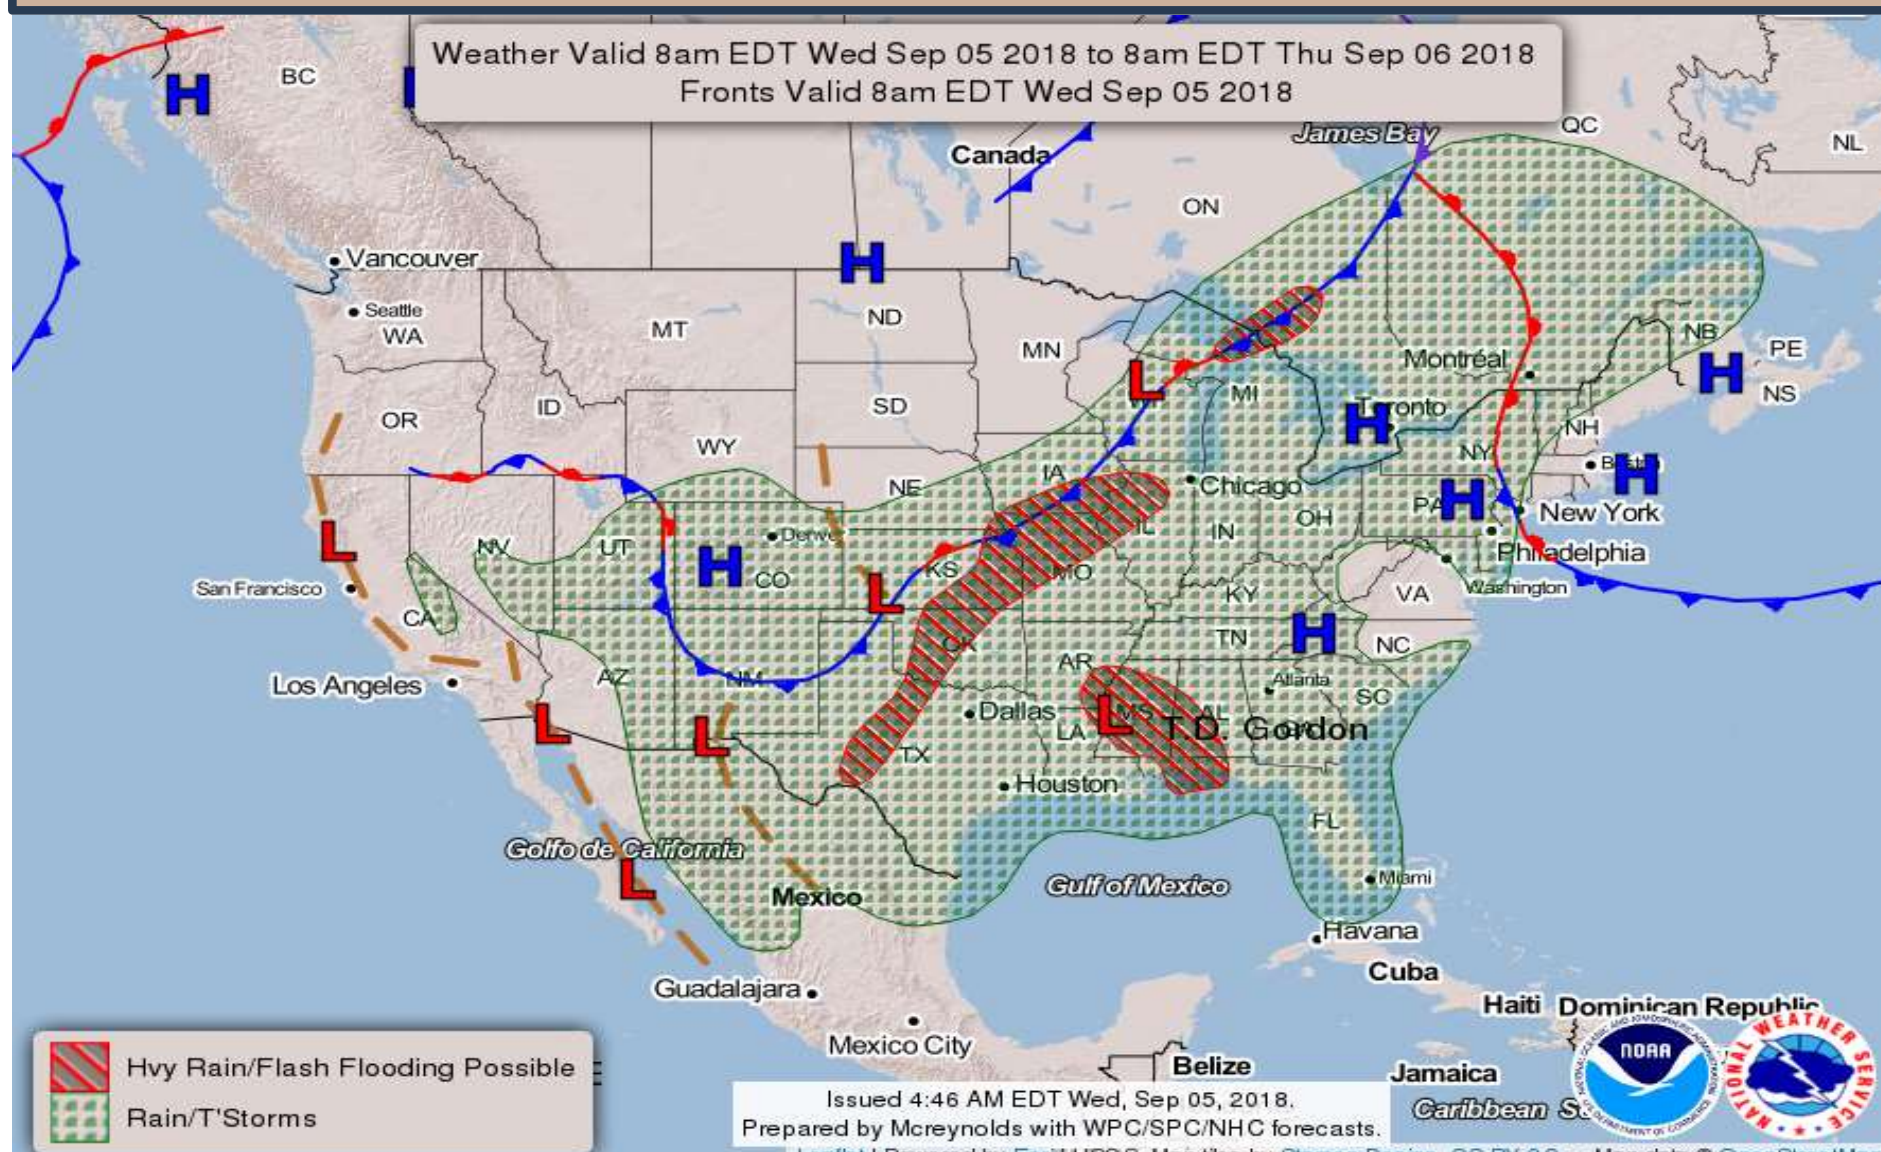 Weather Valid 8am EDT Wed Sep 05 2018 to 8am EDT Thu Sep 06 2018
Fronts Valid 8am EDT Wed Sep 05 2018
BC
H
James Bay
QC
NL
Canada
ON
Vancouver
H
Seattle
WA
MT
ND
MN
NB
PE
Montréal
H
NS
L
MI
OR
ID
SD
Toronto
H
NH
WY
NY
IA
NE
Chicago
H
PA
H
New York
IL
IN
OH
L
NV
UT
Denver
H
CO
KS
MO
Philadelphia
San Francisco
L
KY
VA
Washington
CA
TN
H
NC
OK
AR
Los Angeles
AZ
NM
Atlanta
SC
L
L
Dallas
LA
L
MS
AL
T.D. Gordon
GA
TX
Houston
FL
Golfo de California
L
Mexico
Gulf of Mexico
Miami
Havana
Guadalajara
Cuba
Haiti
Dominican Republic
Mexico City
Belize
Jamaica
Caribbean
NOAA
NATIONAL WEATHER SERVICE
Hvy Rain/Flash Flooding Possible
Rain/T'Storms
Issued 4:46 AM EDT Wed, Sep 05, 2018.
Prepared by Mcreynolds with WPC/SPC/NHC forecasts.